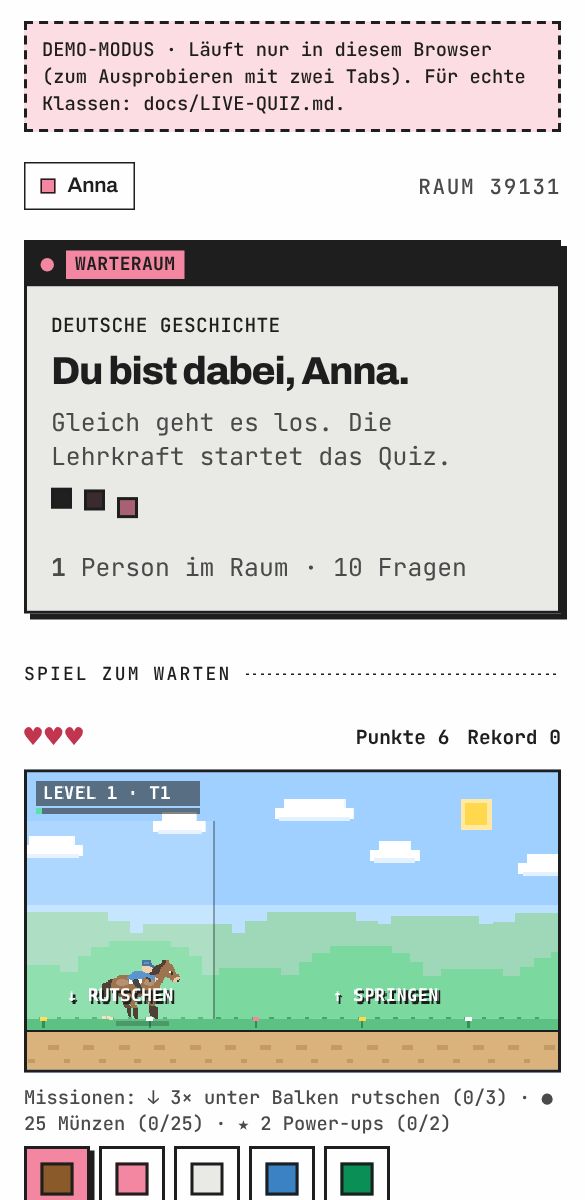 DEMO-MODUS · Läuft nur in diesem Browser
(zum Ausprobieren mit zwei Tabs). Für echte
Klassen: docs/LIVE-QUIZ.md.
Anna
RAUM 39131
WARTERAUM
DEUTSCHE GESCHICHTE
Du bist dabei, Anna.
Gleich geht es los. Die
Lehrkraft startet das Quiz.
1 Person im Raum · 10 Fragen
SPIEL ZUM WARTEN
♥♥♥
Punkte 6 Rekord 0
LEVEL 1 · T1
↓ RUTSCHEN
↑ SPRINGEN
Missionen: ↓ 3× unter Balken rutschen (0/3) · ●
25 Münzen (0/25) · ★ 2 Power-ups (0/2)